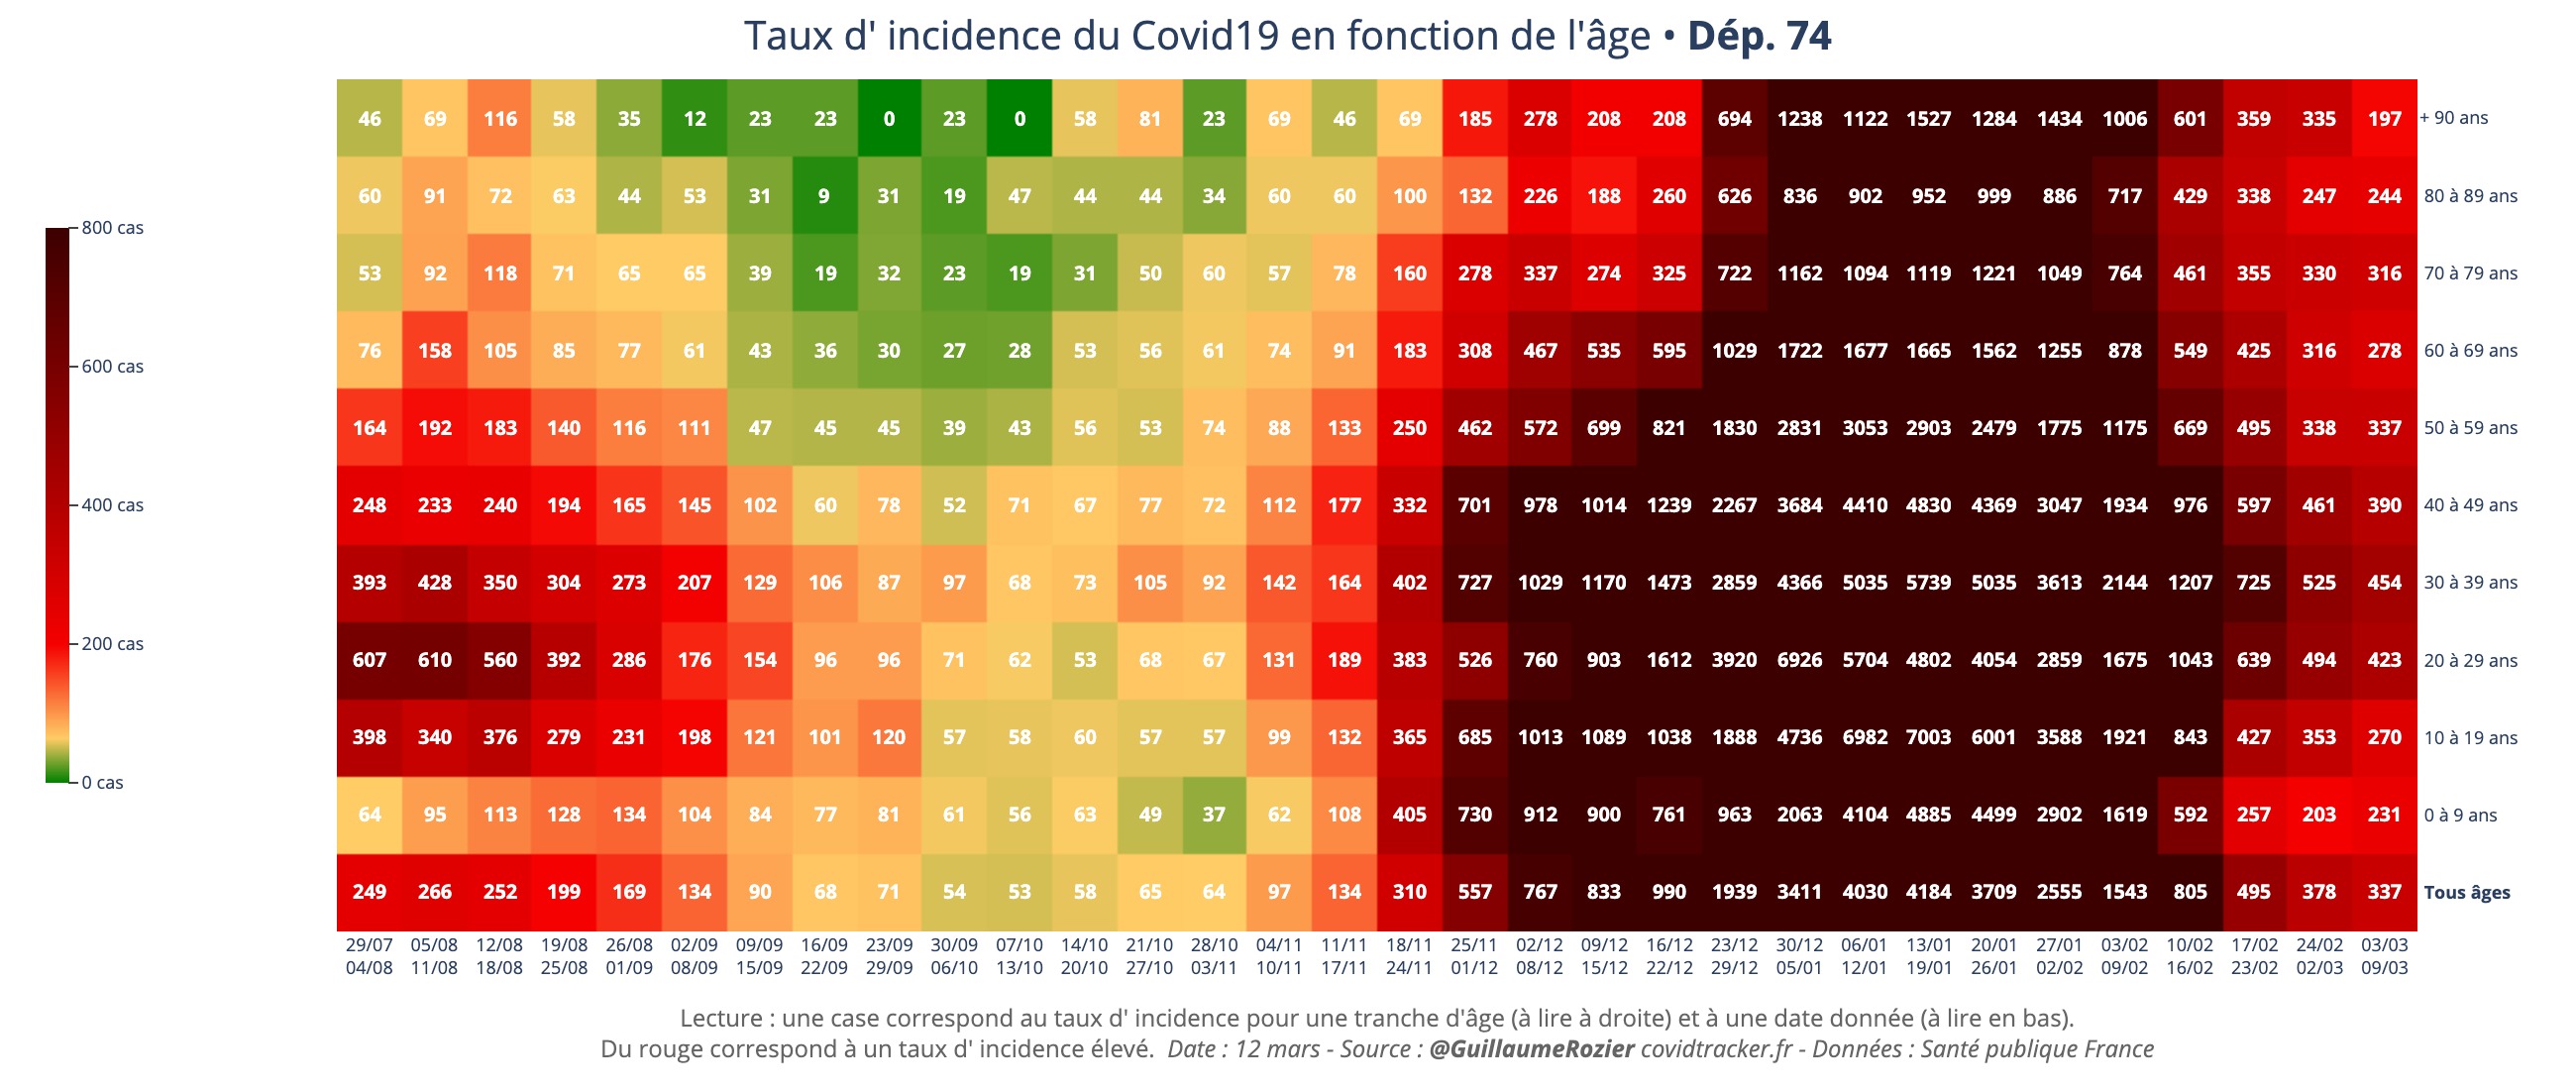 Taux d' incidence du Covid19 en fonction de l'âge • Dép. 74
46 69 116 58 35 12 23 23 0 23 0 58 81 23 69 46 69 185 278 208 208 694 1238 1122 1527 1284 1434 1006 601 359 335 197 + 90 ans
60 91 72 63 44 53 31 9 31 19 47 44 44 34 60 60 100 132 226 188 260 626 836 902 952 999 886 717 429 338 247 244 80 à 89 ans
800 cas
53 92 118 71 65 65 39 19 32 23 19 31 50 60 57 78 160 278 337 274 325 722 1162 1094 1119 1221 1049 764 461 355 330 316 70 à 79 ans
76 158 105 85 77 61 43 36 30 27 28 53 56 61 74 91 183 308 467 535 595 1029 1722 1677 1665 1562 1255 878 549 425 316 278 60 à 69 ans
600 cas
164 192 183 140 116 111 47 45 45 39 43 56 53 74 88 133 250 462 572 699 821 1830 2831 3053 2903 2479 1775 1175 669 495 338 337 50 à 59 ans
400 cas
248 233 240 194 165 145 102 60 78 52 71 67 77 72 112 177 332 701 978 1014 1239 2267 3684 4410 4830 4369 3047 1934 976 597 461 390 40 à 49 ans
393 428 350 304 273 207 129 106 87 97 68 73 105 92 142 164 402 727 1029 1170 1473 2859 4366 5035 5739 5035 3613 2144 1207 725 525 454 30 à 39 ans
200 cas
607 610 560 392 286 176 154 96 96 71 62 53 68 67 131 189 383 526 760 903 1612 3920 6926 5704 4802 4054 2859 1675 1043 639 494 423 20 à 29 ans
398 340 376 279 231 198 121 101 120 57 58 60 57 57 99 132 365 685 1013 1089 1038 1888 4736 6982 7003 6001 3588 1921 843 427 353 270 10 à 19 ans
0 cas
64 95 113 128 134 104 84 77 81 61 56 63 49 37 62 108 405 730 912 900 761 963 2063 4104 4885 4499 2902 1619 592 257 203 231 0 à 9 ans
249 266 252 199 169 134 90 68 71 54 53 58 65 64 97 134 310 557 767 833 990 1939 3411 4030 4184 3709 2555 1543 805 495 378 337 Tous âges
29/07 05/08 12/08 19/08 26/08 02/09 09/09 16/09 23/09 30/09 07/10 14/10 21/10 28/10 04/11 11/11 18/11 25/11 02/12 09/12 16/12 23/12 30/12 06/01 13/01 20/01 27/01 03/02 10/02 17/02 24/02 03/03
04/08 11/08 18/08 25/08 01/09 08/09 15/09 22/09 29/09 06/10 13/10 20/10 27/10 03/11 10/11 17/11 24/11 01/12 08/12 15/12 22/12 29/12 05/01 12/01 19/01 26/01 02/02 09/02 16/02 23/02 02/03 09/03
Lecture : une case correspond au taux d' incidence pour une tranche d'âge (à lire à droite) et à une date donnée (à lire en bas).
Du rouge correspond à un taux d' incidence élevé. Date : 12 mars - Source : @GuillaumeRozier covidtracker.fr - Données : Santé publique France